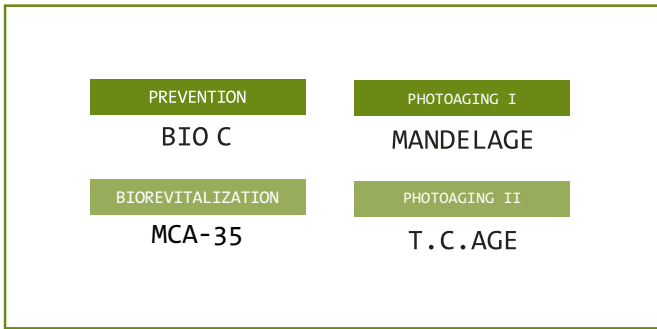 PREVENTION
BIO C
PHOTOAGING I
MANDELAGE
BIOREVITALIZATION
MCA-35
PHOTOAGING II
T.C.AGE